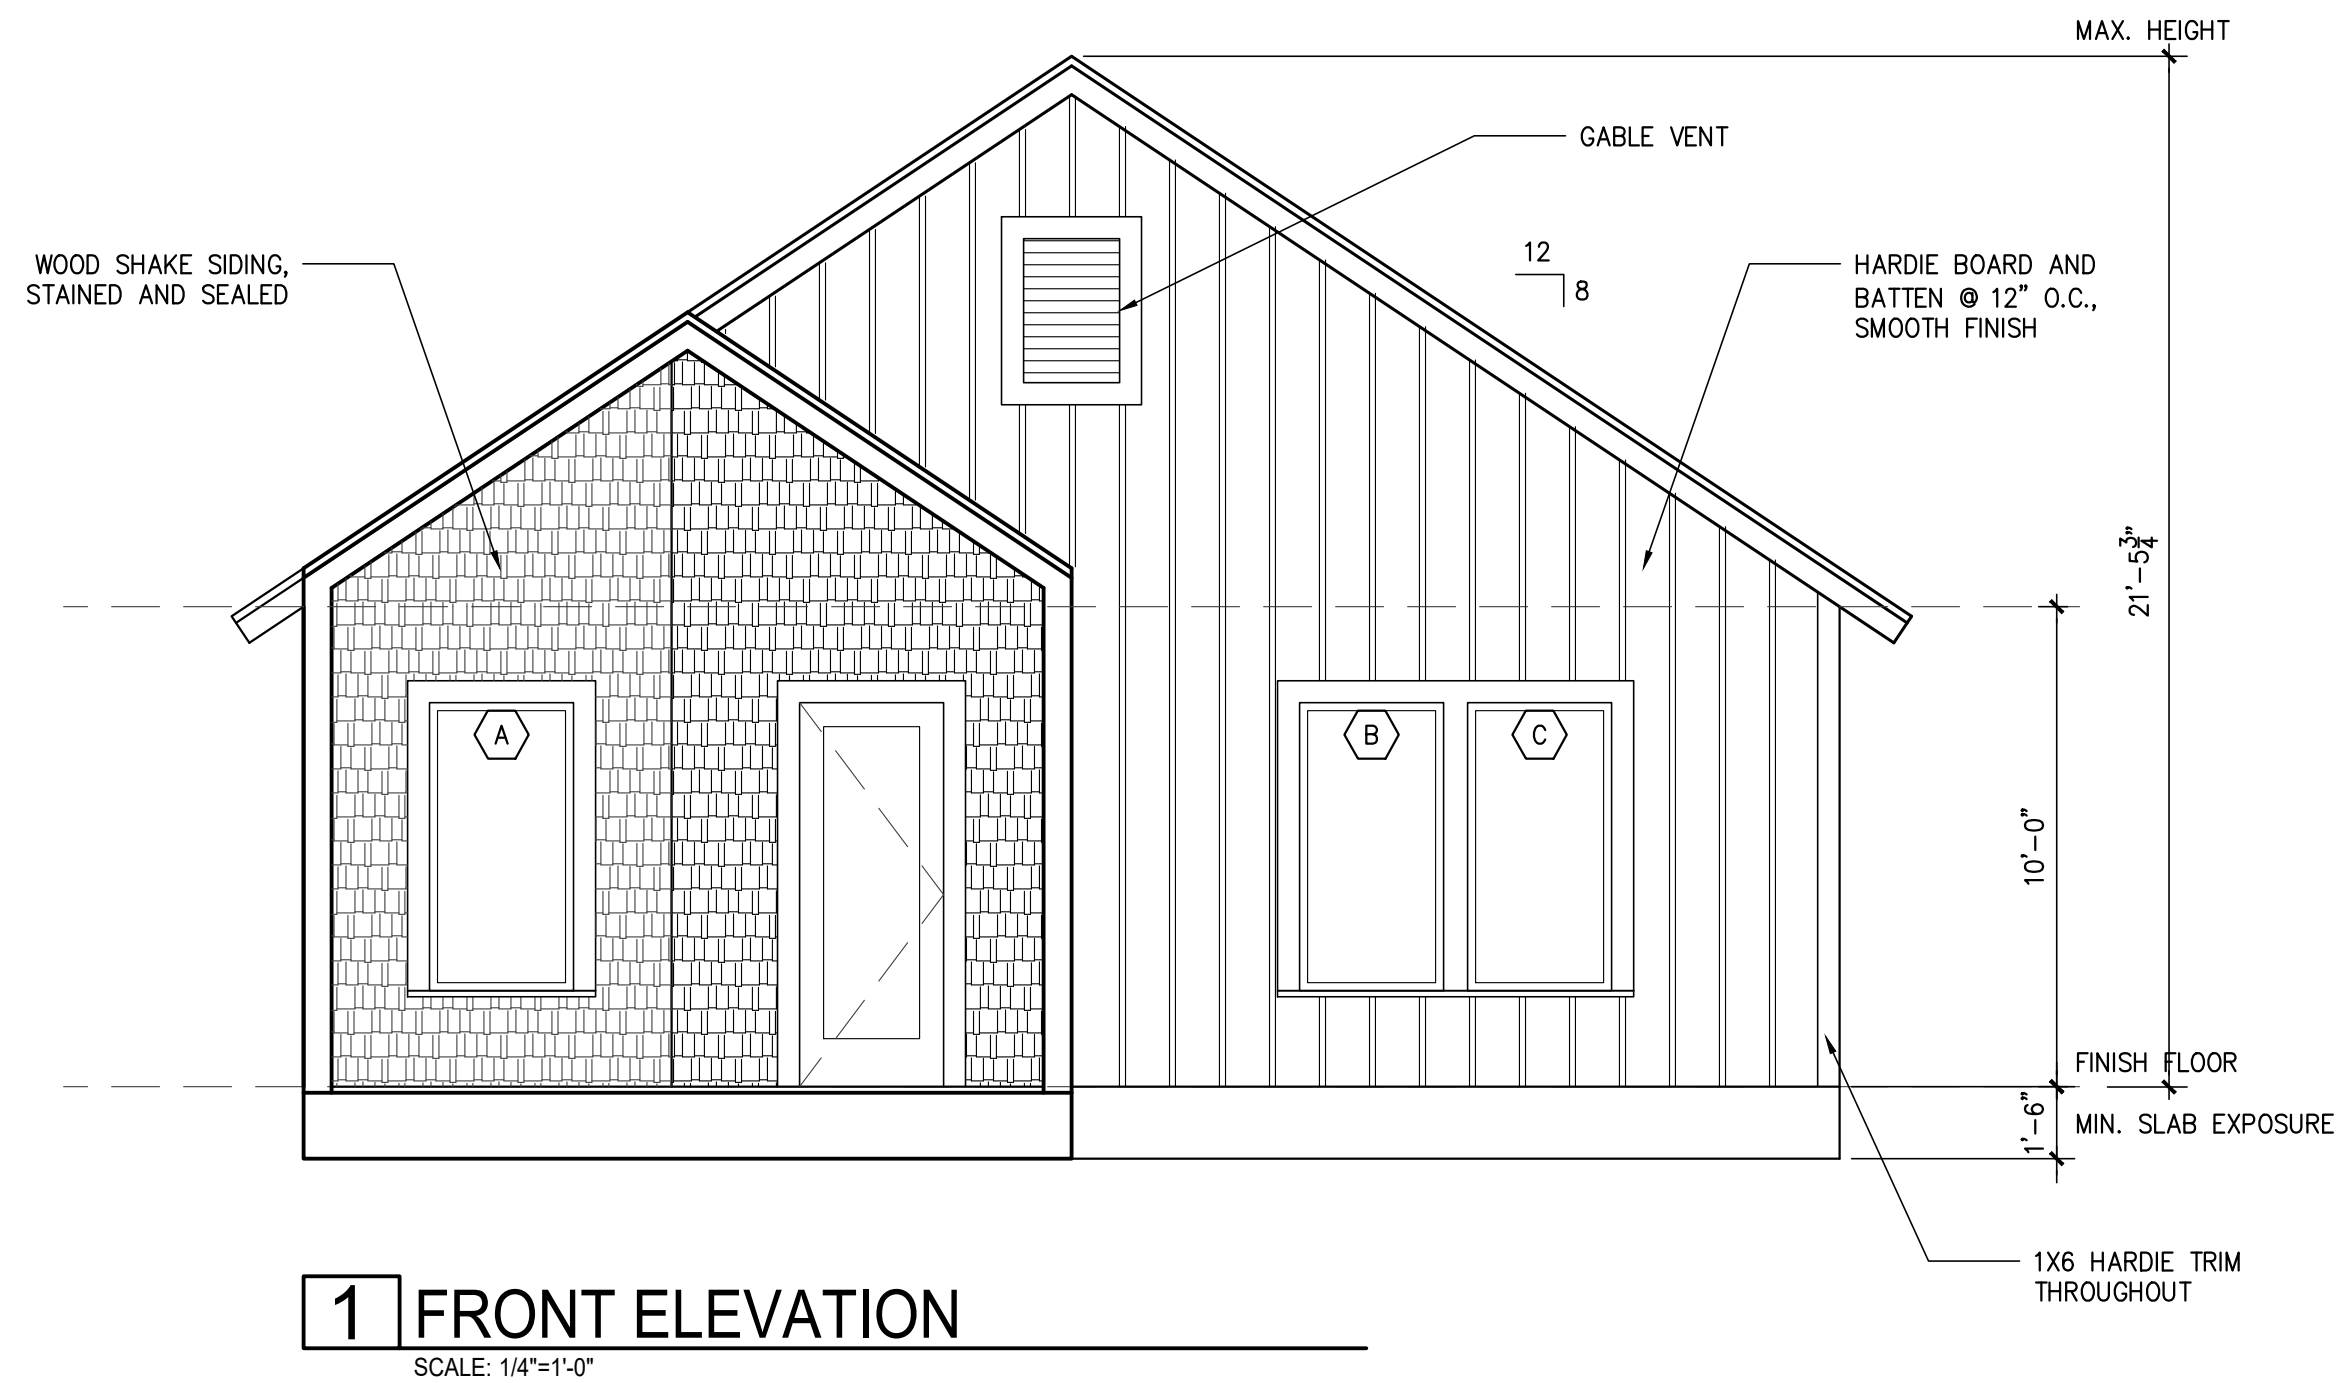 MAX. HEIGHT
GABLE VENT
WOOD SHAKE SIDING,
STAINED AND SEALED
12
8
HARDIE BOARD AND
BATTEN @ 12" O.C.,
SMOOTH FINISH
21'-5 3/4"
A
B
C
10'-0"
FINISH FLOOR
1'-6"
MIN. SLAB EXPOSURE
1X6 HARDIE TRIM
THROUGHOUT
1 FRONT ELEVATION
SCALE: 1/4"=1'-0"